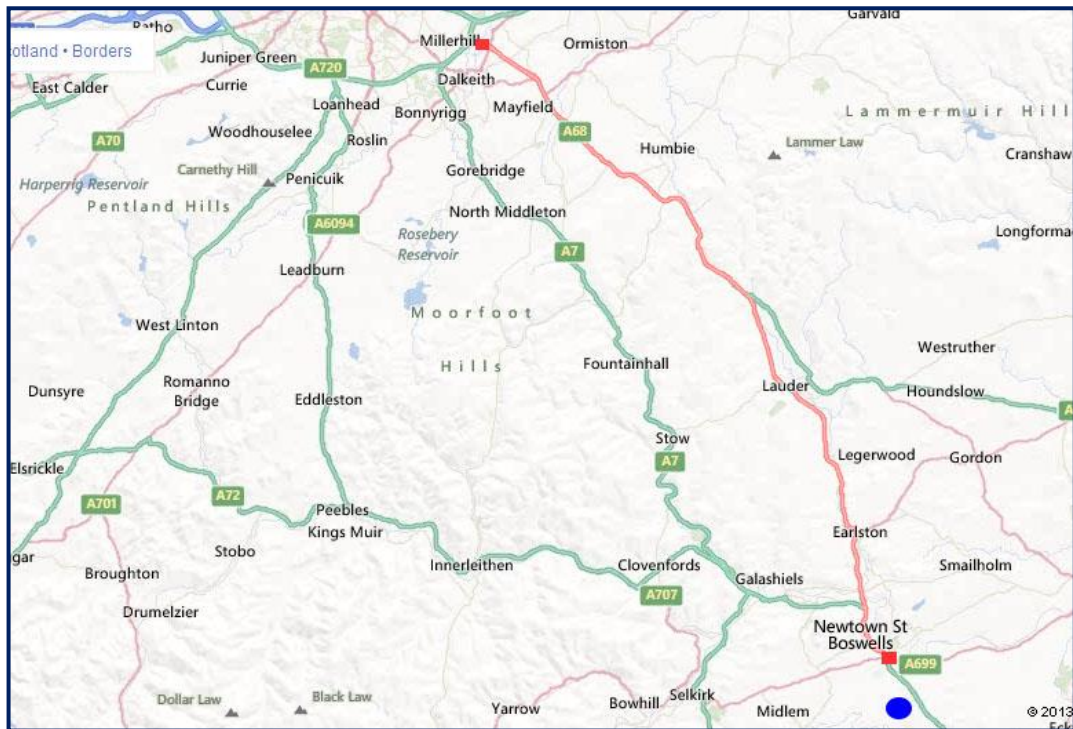 Ratho
Garvald
Millerhill
Ormiston
cotland • Borders
Juniper Green
A720
Currie
Dalkeith
East Calder
Loanhead
Bonnyrigg
Mayfield
A68
Lammermuir Hill
Woodhouselee
A70
Roslin
Humbie
Lammer Law
Cranshaw
Carnethy Hill
Gorebridge
Harperrig Reservoir
Penicuik
Pentland Hills
North Middleton
A6094
Rosebery
Reservoir
A7
Longformac
Leadburn
Moorfoot
Hills
West Linton
Westruther
Fountainhall
Dunsyre
Romanno
Bridge
Eddleston
Lauder
Houndslow
A
Stow
Legerwood
Gordon
Elsrickle
A7
A72
A701
Peebles
Kings Muir
Earlston
Stobo
gar
Innerleithen
Clovenfords
Smailholm
Broughton
Galashiels
A707
Drumelzier
Newtown St
Boswells
A699
Dollar Law
Black Law
Selkirk
Yarrow
Bowhill
Midlem
© 2013
Eck